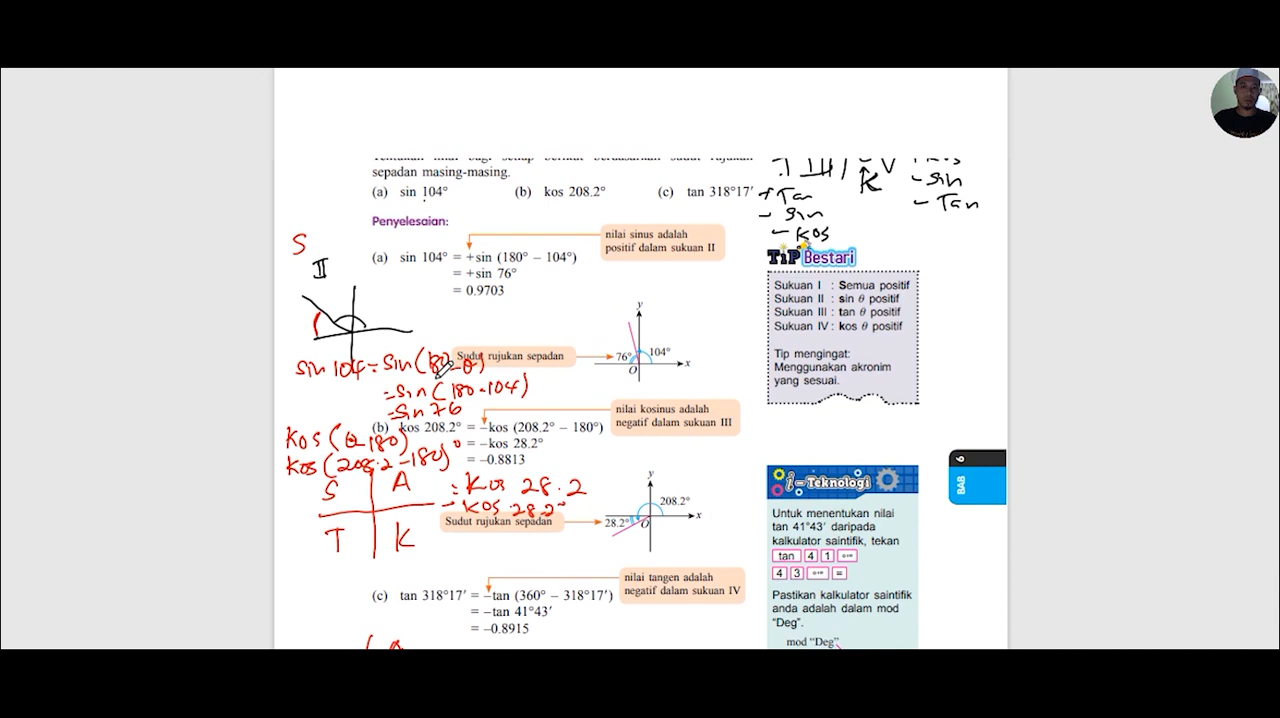 sepadan masing-masing.
(a) sin 104° (b) kos 208.2° (c) tan 318°17′
Penyelesaian:
nilai sinus adalah
positif dalam sukuan II
(a) sin 104° = +sin (180° − 104°)
= +sin 76°
= 0.9703
Sudut rujukan sepadan
76°
104°
y
x
O
nilai kosinus adalah
negatif dalam sukuan III
(b) kos 208.2° = −kos (208.2° − 180°)
= −kos 28.2°
= −0.8813
Sudut rujukan sepadan
28.2°
208.2°
y
x
O
nilai tangen adalah
negatif dalam sukuan IV
(c) tan 318°17′ = −tan (360° − 318°17′)
= −tan 41°43′
= −0.8915
S
II
sin 104 = sin (180 − θ)
= sin (180 - 104)
= sin 76
kos (θ − 180)
kos (208.2 − 180)°
= kos 28.2
− kos 28.2°
S A
T K
K V
+ Tan
- Sin
- Kos
- Sin
- Tan
TiP Bestari
Sukuan I : Semua positif
Sukuan II : sin θ positif
Sukuan III : tan θ positif
Sukuan IV : kos θ positif
Tip mengingat:
Menggunakan akronim
yang sesuai.
BAB 6
i-Teknologi
Untuk menentukan nilai
tan 41°43′ daripada
kalkulator saintifik, tekan
tan 4 1 °′″
4 3 °′″ =
Pastikan kalkulator saintifik
anda adalah dalam mod
“Deg”.
mod “Deg”